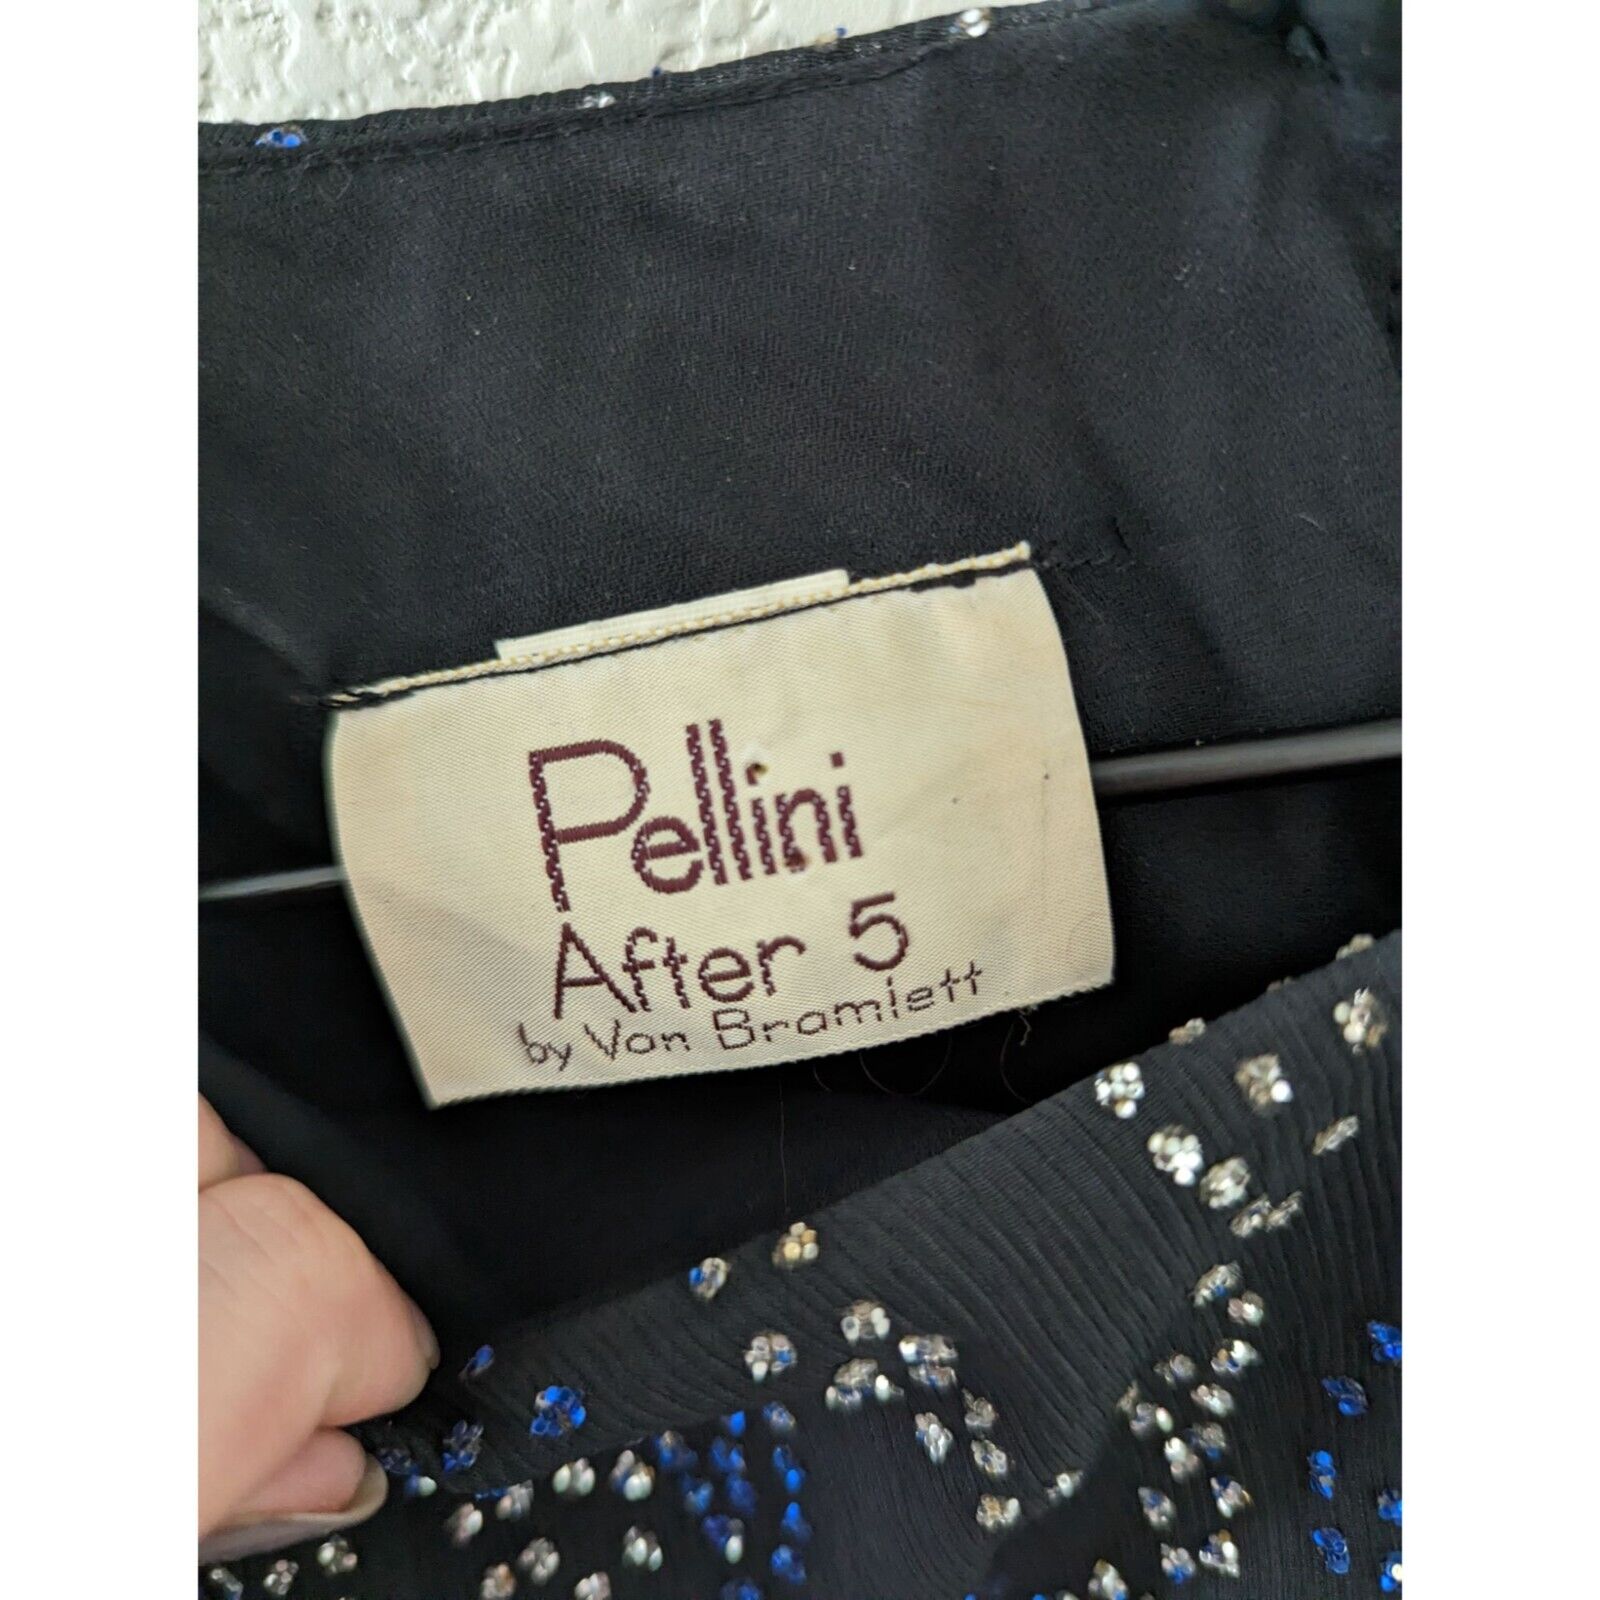 Pellini
After 5
by Von Bramlett